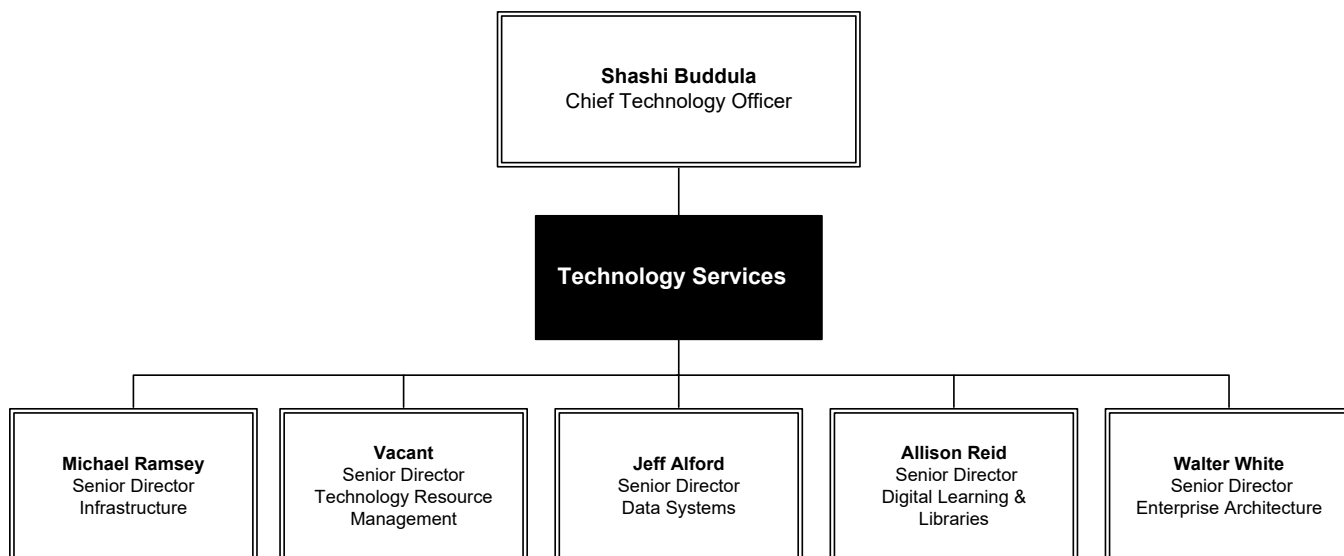 Shashi Buddula
Chief Technology Officer
Technology Services
Michael Ramsey
Senior Director
Infrastructure
Vacant
Senior Director
Technology Resource
Management
Jeff Alford
Senior Director
Data Systems
Allison Reid
Senior Director
Digital Learning &
Libraries
Walter White
Senior Director
Enterprise Architecture